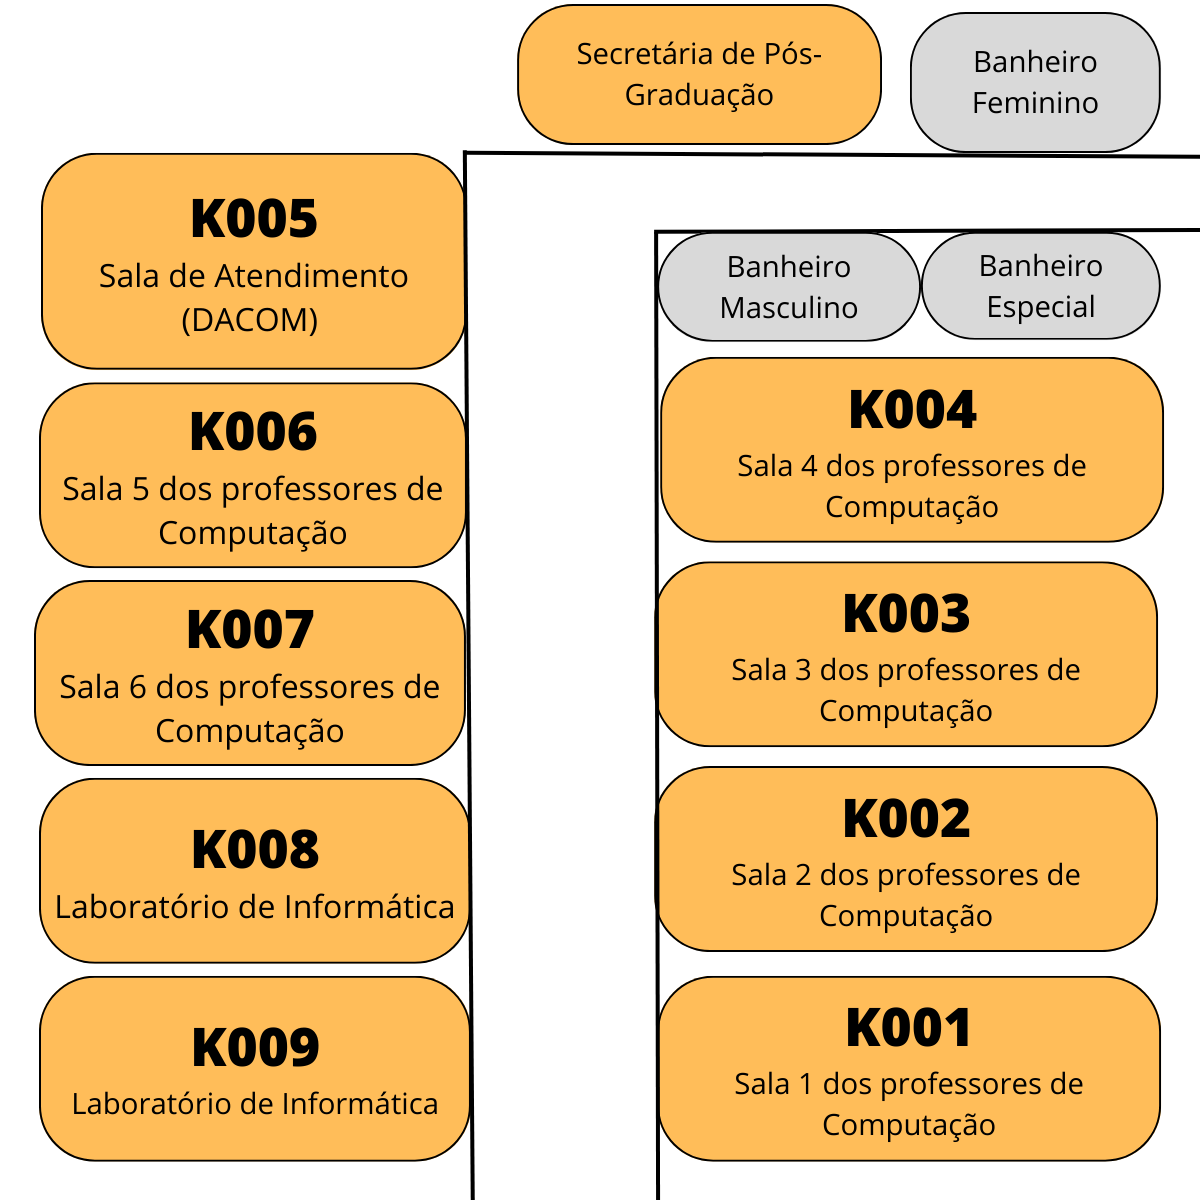 Secretária de Pós-
Graduação
Banheiro
Feminino
K005
Sala de Atendimento
(DACOM)
K006
Sala 5 dos professores de
Computação
K007
Sala 6 dos professores de
Computação
K008
Laboratório de Informática
K009
Laboratório de Informática
Banheiro
Masculino
Banheiro
Especial
K004
Sala 4 dos professores de
Computação
K003
Sala 3 dos professores de
Computação
K002
Sala 2 dos professores de
Computação
K001
Sala 1 dos professores de
Computação